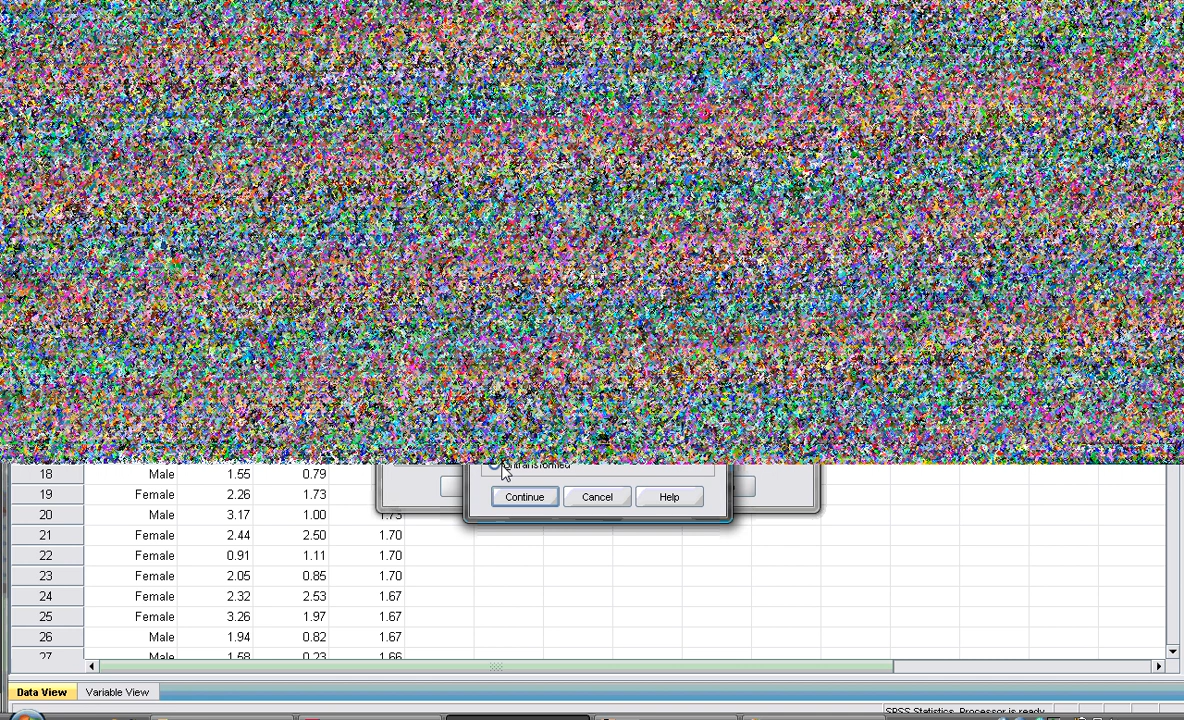 Untransformed
18 Male 1.55 0.79
19 Female 2.26 1.73
Continue Cancel Help
20 Male 3.17 1.00 1.73
21 Female 2.44 2.50 1.70
22 Female 0.91 1.11 1.70
23 Female 2.05 0.85 1.70
24 Female 2.32 2.53 1.67
25 Female 3.26 1.97 1.67
26 Male 1.94 0.82 1.67
27 Male 1.58 0.23 1.66
Data View Variable View
SPSS Statistics Processor is ready